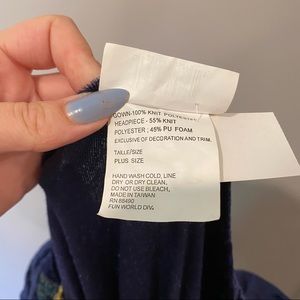 GOWN-100% KNIT POLYESTER
HEADPIECE - 55% KNIT
POLYESTER ; 45% PU FOAM
EXCLUSIVE OF DECORATION AND TRIM.
TAILLE/SIZE
PLUS SIZE
HAND WASH COLD, LINE
DRY OR DRY CLEAN,
DO NOT USE BLEACH,
MADE IN TAIWAN
RN 88490
FUN WORLD DIV.